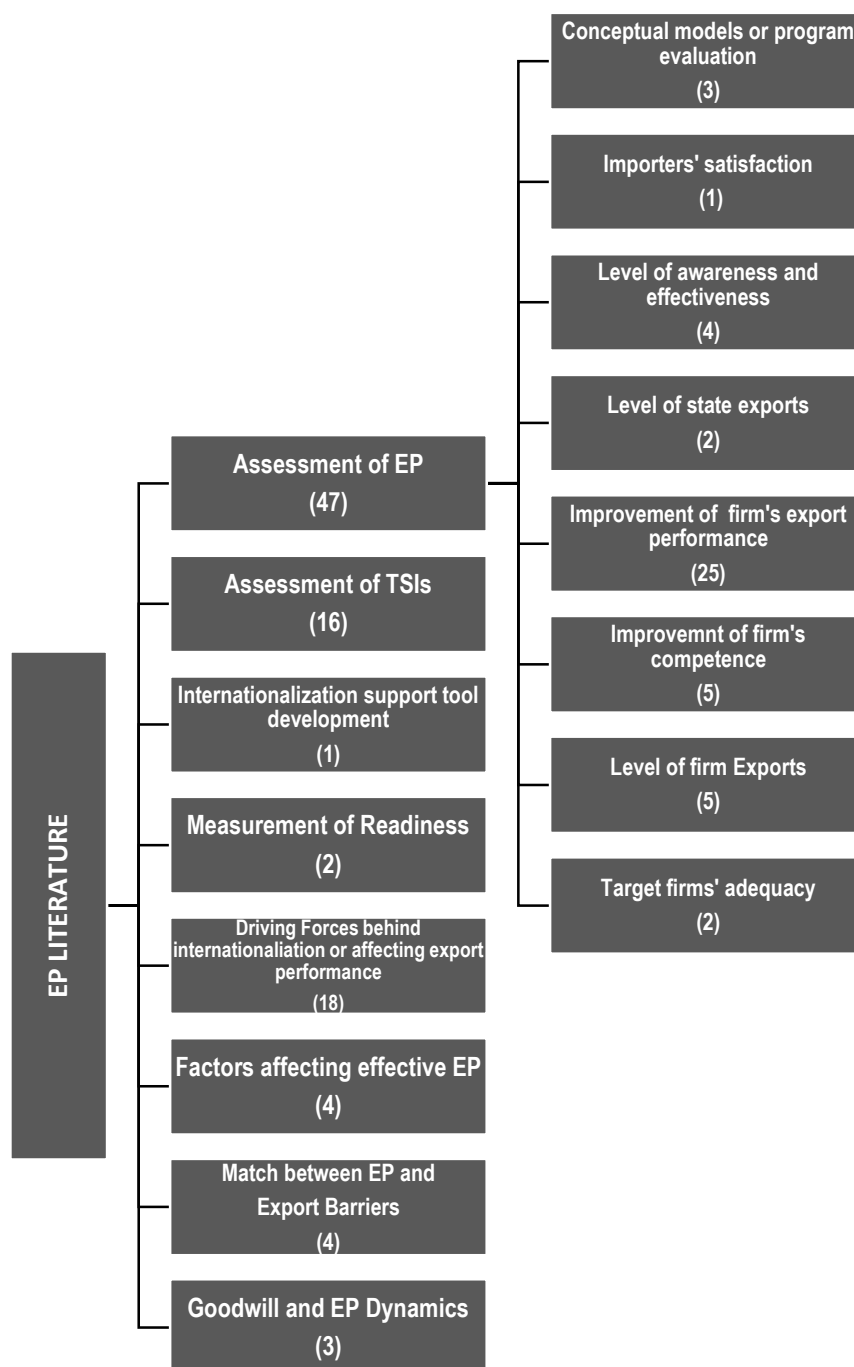 EP LITERATURE
Assessment of EP
(47)
Assessment of TSIs
(16)
Internationalization support tool
development
(1)
Measurement of Readiness
(2)
Driving Forces behind
internationaliation or affecting export
performance
(18)
Factors affecting effective EP
(4)
Match between EP and
Export Barriers
(4)
Goodwill and EP Dynamics
(3)
Conceptual models or program
evaluation
(3)
Importers' satisfaction
(1)
Level of awareness and
effectiveness
(4)
Level of state exports
(2)
Improvement of firm's export
performance
(25)
Improvemnt of firm's
competence
(5)
Level of firm Exports
(5)
Target firms' adequacy
(2)